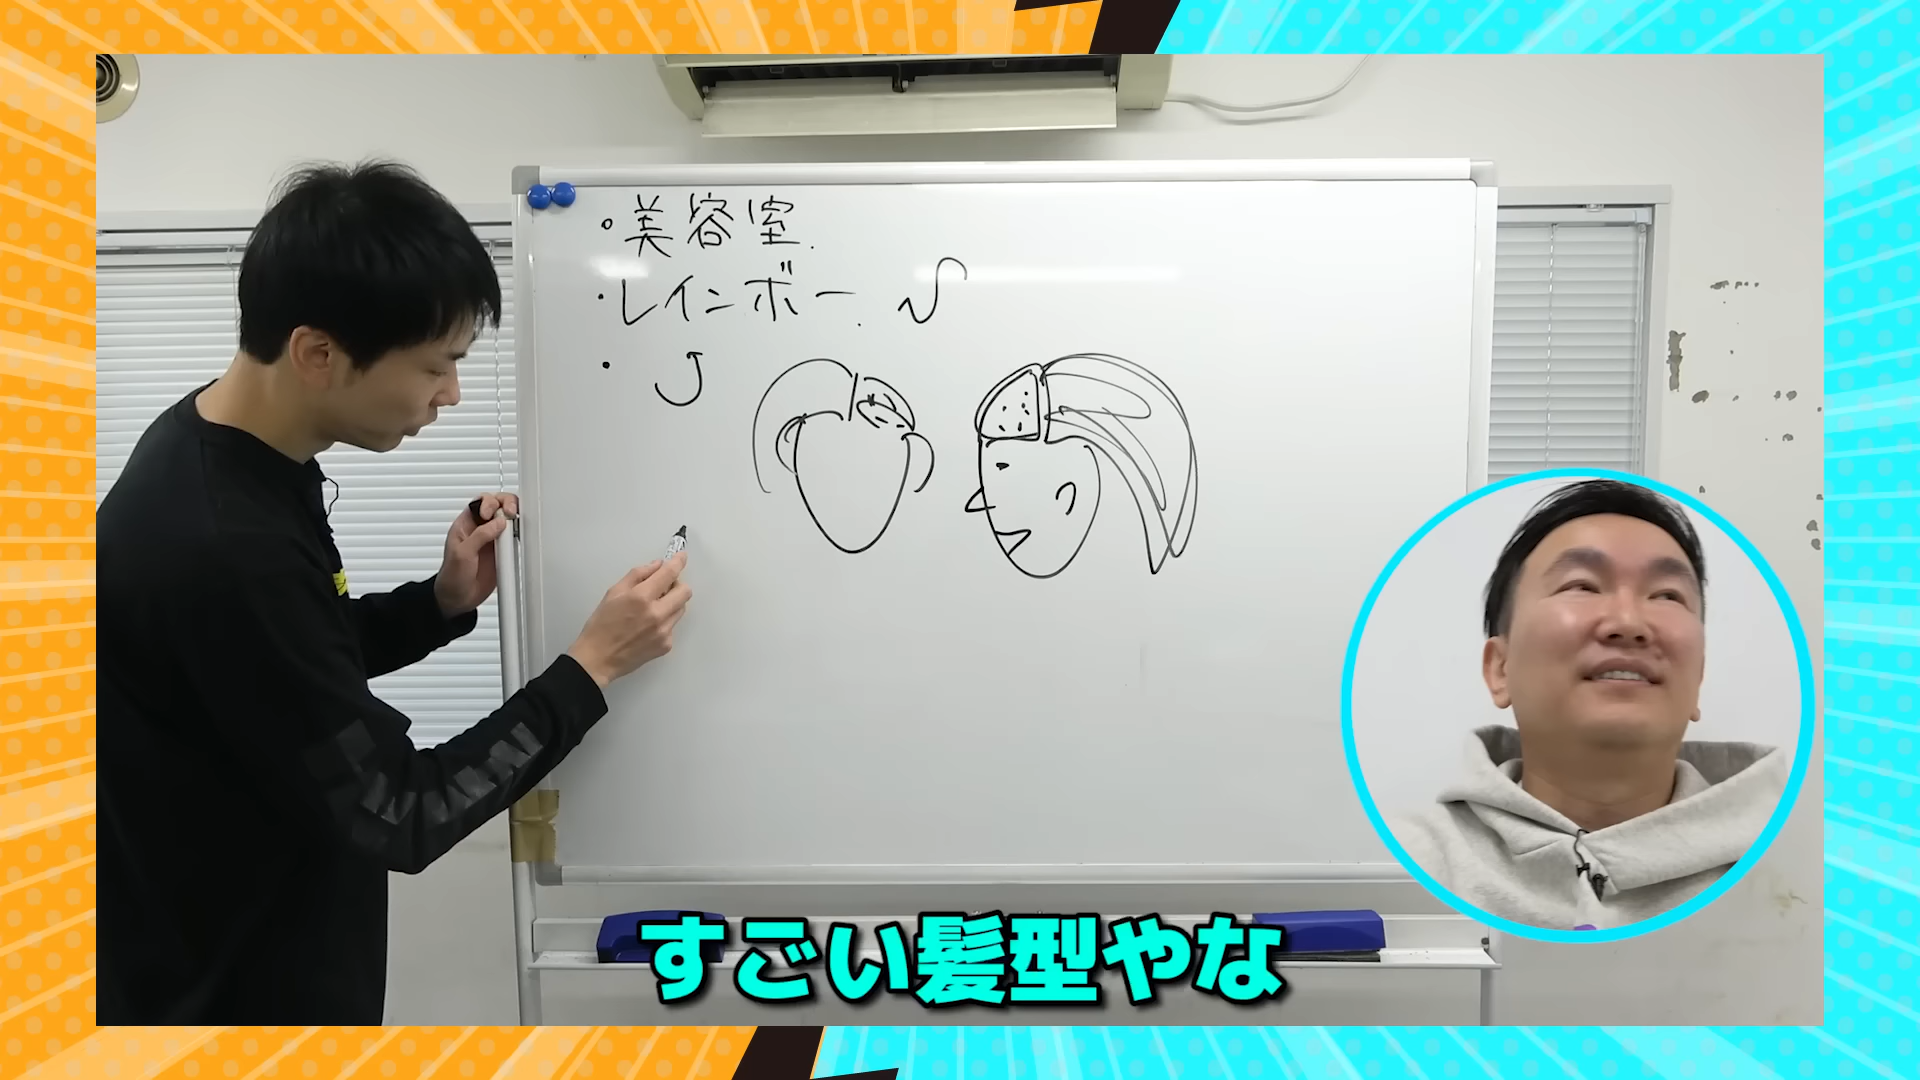 ・美容室.
・レインボー.
・
すごい髪型やな